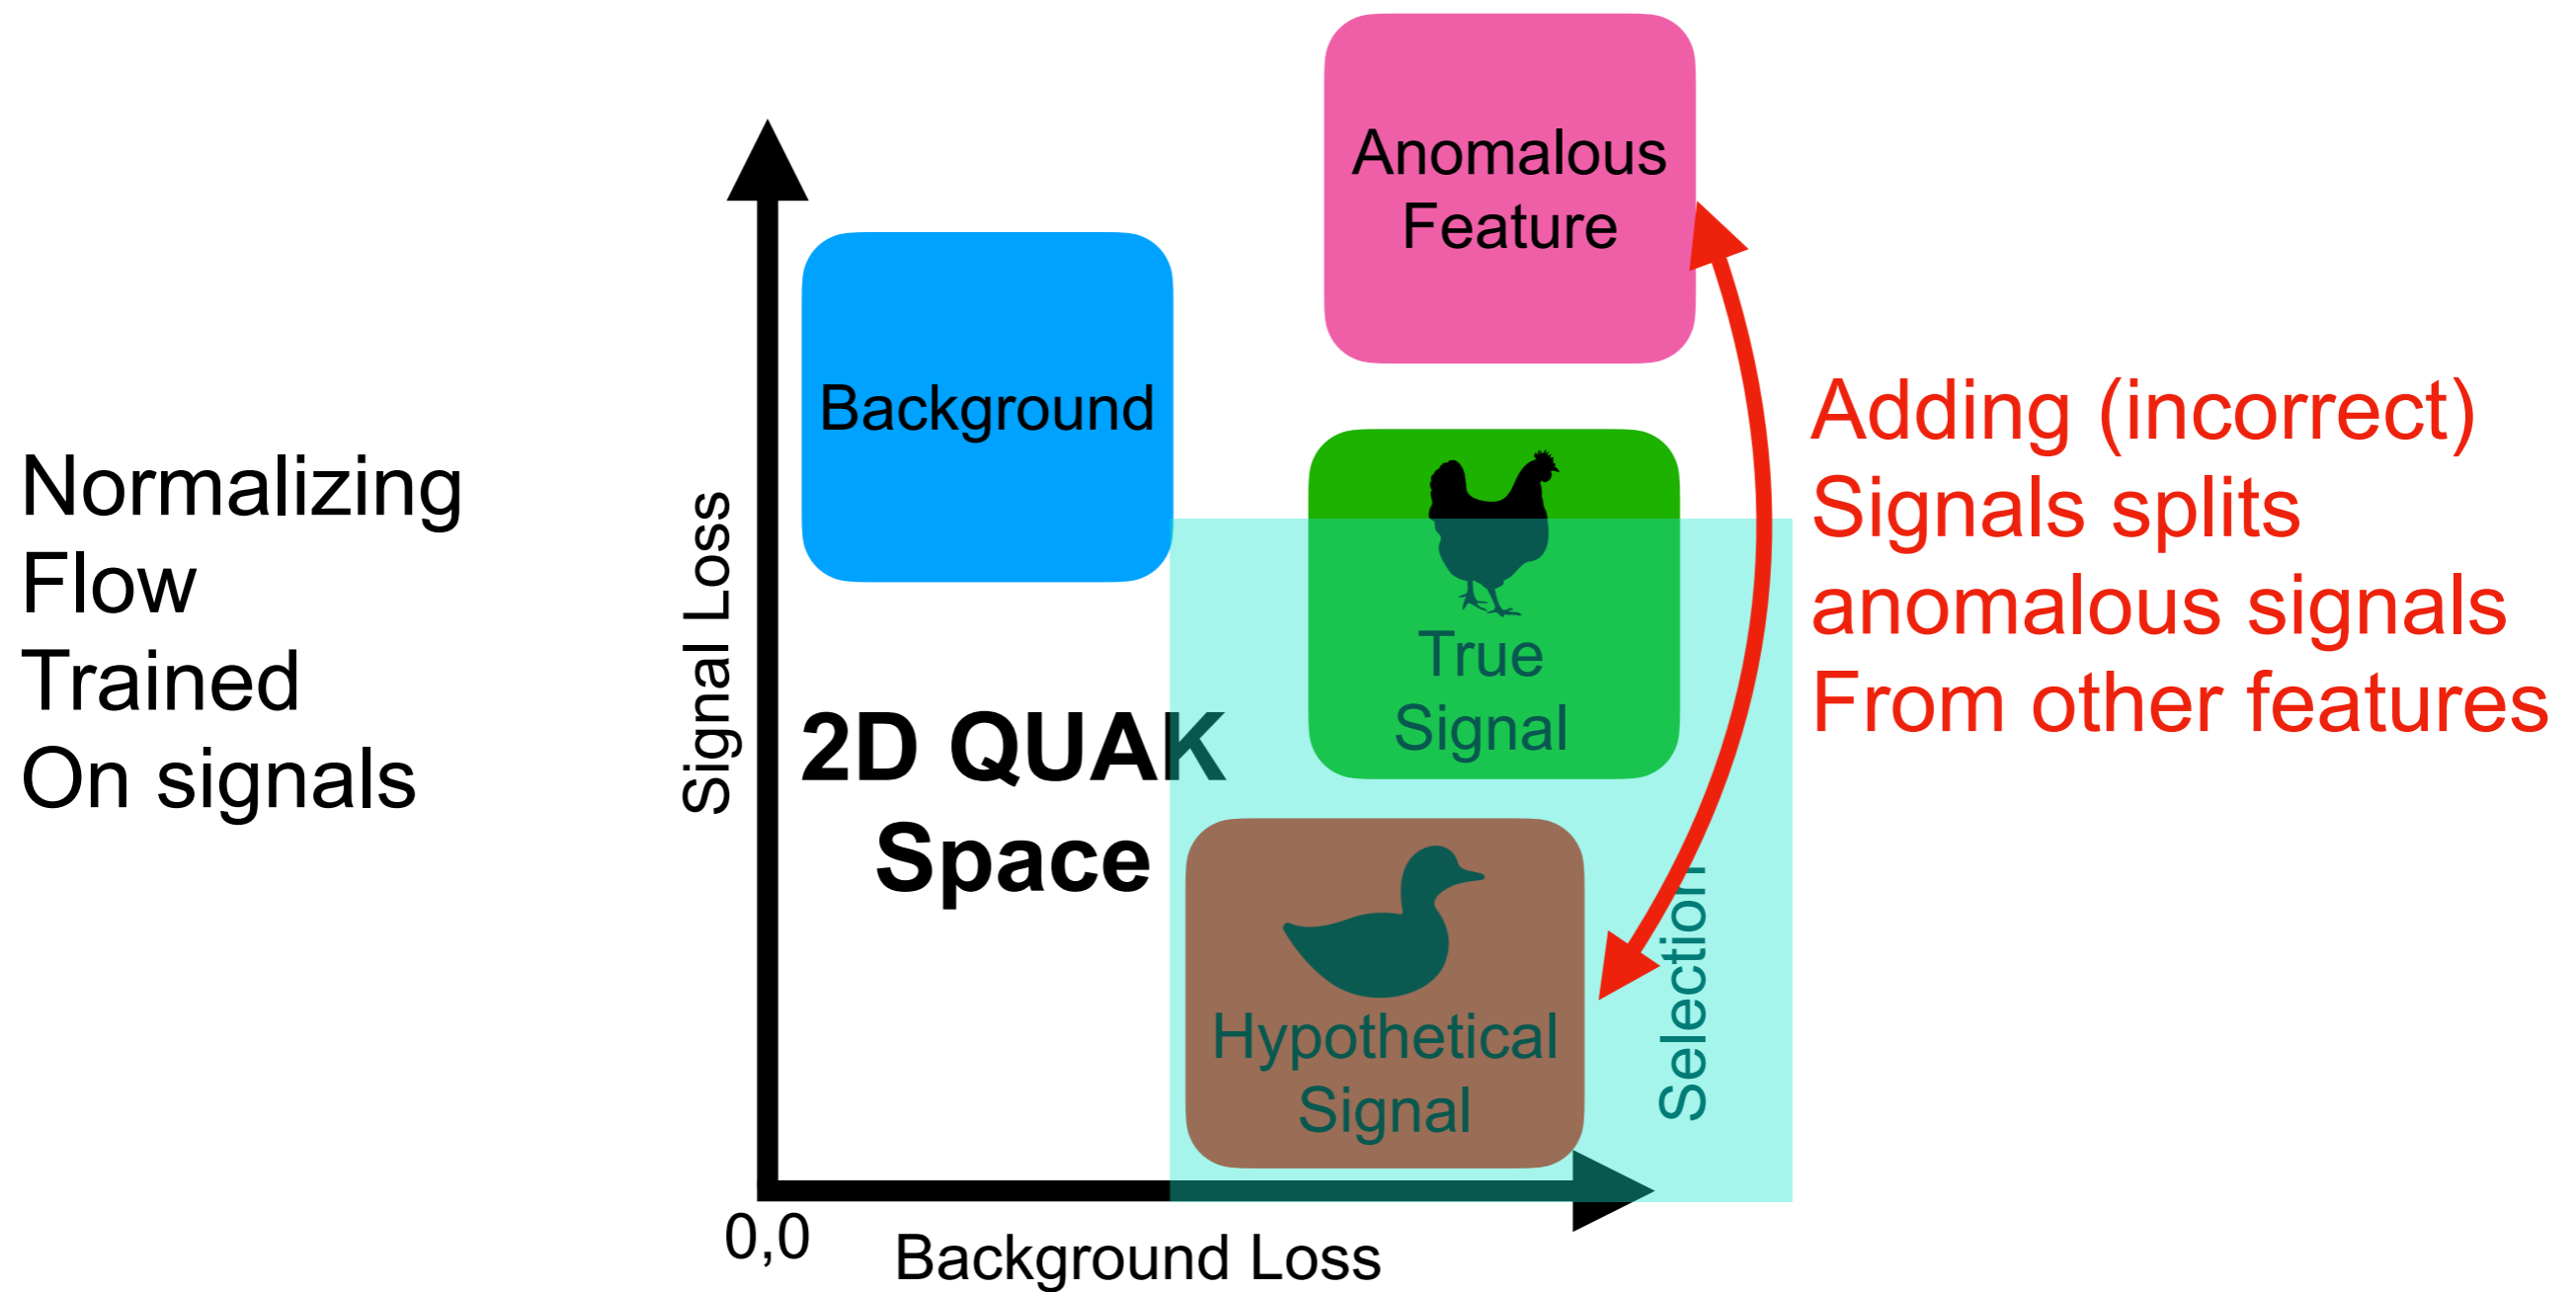 Normalizing
Flow
Trained
On signals
Signal Loss
Background
Anomalous
Feature
True
Signal
2D QUAK
Space
Hypothetical
Signal
Selection
0,0
Background Loss
Adding (incorrect)
Signals splits
anomalous signals
From other features